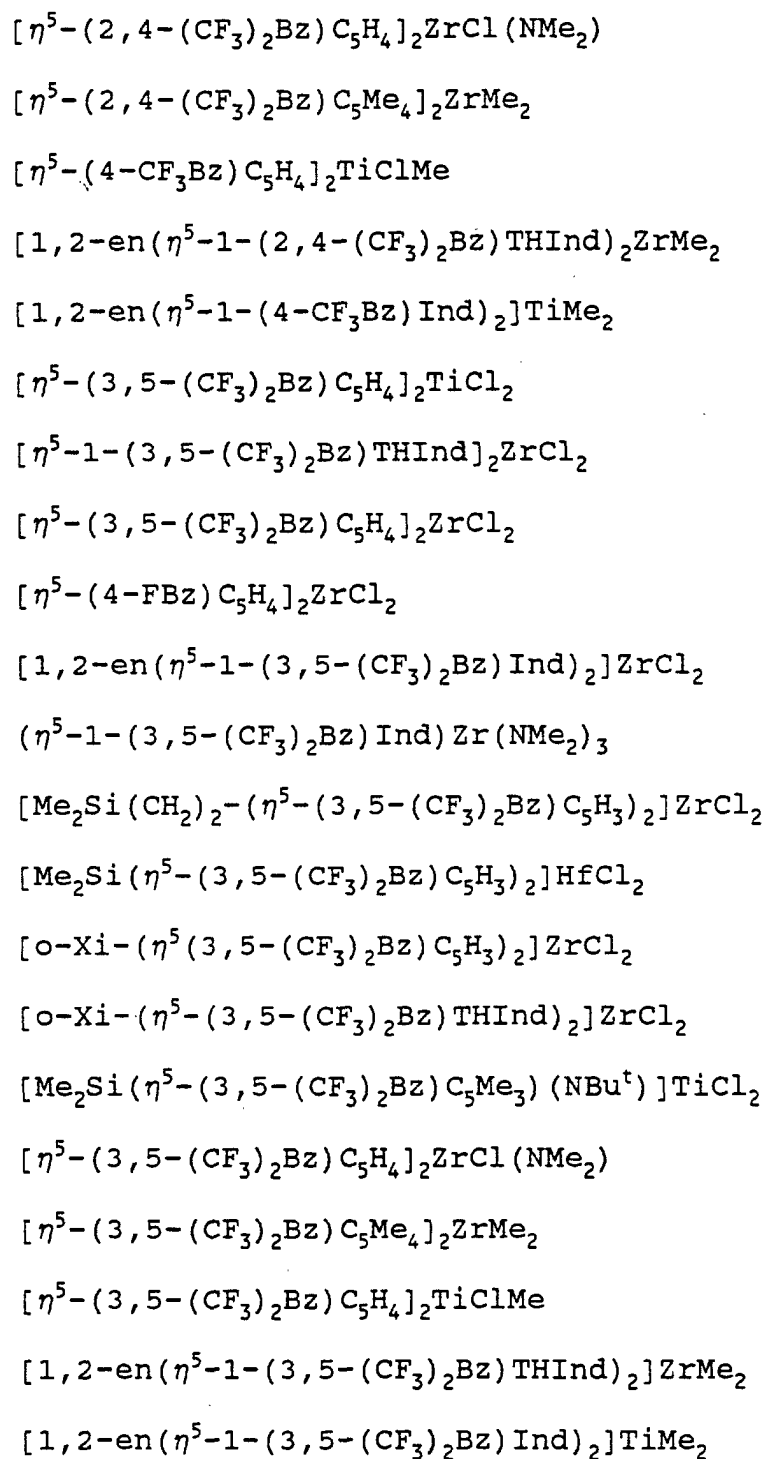 [η⁵-(2,4-(CF₃)₂Bz)C₅H₄]₂ZrCl(NMe₂)
[η⁵-(2,4-(CF₃)₂Bz)C₅Me₄]₂ZrMe₂
[η⁵-(4-CF₃Bz)C₅H₄]₂TiClMe
[1,2-en(η⁵-1-(2,4-(CF₃)₂Bz)THInd)₂ZrMe₂
[1,2-en(η⁵-1-(4-CF₃Bz)Ind)₂]TiMe₂
[η⁵-(3,5-(CF₃)₂Bz)C₅H₄]₂TiCl₂
[η⁵-1-(3,5-(CF₃)₂Bz)THInd]₂ZrCl₂
[η⁵-(3,5-(CF₃)₂Bz)C₅H₄]₂ZrCl₂
[η⁵-(4-FBz)C₅H₄]₂ZrCl₂
[1,2-en(η⁵-1-(3,5-(CF₃)₂Bz)Ind)₂]ZrCl₂
(η⁵-1-(3,5-(CF₃)₂Bz)Ind)Zr(NMe₂)₃
[Me₂Si(CH₂)₂-(η⁵-(3,5-(CF₃)₂Bz)C₅H₃)₂]ZrCl₂
[Me₂Si(η⁵-(3,5-(CF₃)₂Bz)C₅H₃)₂]HfCl₂
[o-Xi-(η⁵(3,5-(CF₃)₂Bz)C₅H₃)₂]ZrCl₂
[o-Xi-(η⁵-(3,5-(CF₃)₂Bz)THInd)₂]ZrCl₂
[Me₂Si(η⁵-(3,5-(CF₃)₂Bz)C₅Me₃)(NBuᵗ)]TiCl₂
[η⁵-(3,5-(CF₃)₂Bz)C₅H₄]₂ZrCl(NMe₂)
[η⁵-(3,5-(CF₃)₂Bz)C₅Me₄]₂ZrMe₂
[η⁵-(3,5-(CF₃)₂Bz)C₅H₄]₂TiClMe
[1,2-en(η⁵-1-(3,5-(CF₃)₂Bz)THInd)₂]ZrMe₂
[1,2-en(η⁵-1-(3,5-(CF₃)₂Bz)Ind)₂]TiMe₂